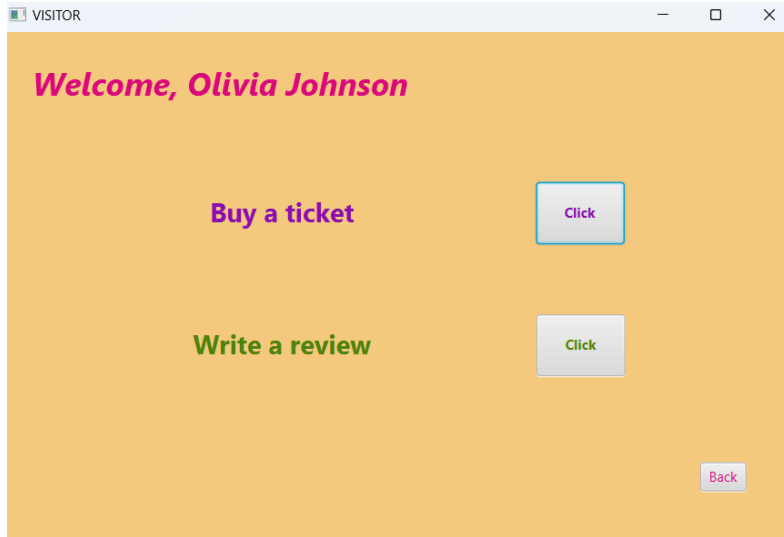 VISITOR
Welcome, Olivia Johnson
Buy a ticket
Click
Write a review
Click
Back